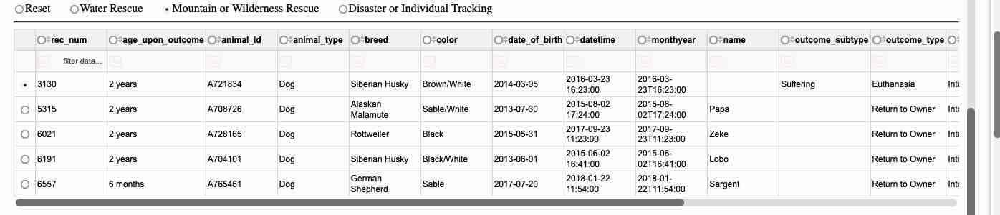 Reset Water Rescue Mountain or Wilderness Rescue Disaster or Individual Tracking
rec_num age_upon_outcome animal_id animal_type breed color date_of_birth datetime monthyear name outcome_subtype outcome_type
filter data...
3130 2 years A721834 Dog Siberian Husky Brown/White 2014-03-05 2016-03-23 16:23:00 2016-03-23T16:23:00 Suffering Euthanasia Inta
5315 2 years A708726 Dog Alaskan Malamute Sable/White 2013-07-30 2015-08-02 17:24:00 2015-08-02T17:24:00 Papa Return to Owner Inta
6021 2 years A728165 Dog Rottweiler Black 2015-05-31 2017-09-23 11:23:00 2017-09-23T11:23:00 Zeke Return to Owner Inta
6191 2 years A704101 Dog Siberian Husky Black/White 2013-06-01 2015-06-02 16:41:00 2015-06-02T16:41:00 Lobo Return to Owner Inta
6557 6 months A765461 Dog German Shepherd Sable 2017-07-20 2018-01-22 11:54:00 2018-01-22T11:54:00 Sargent Return to Owner Inta